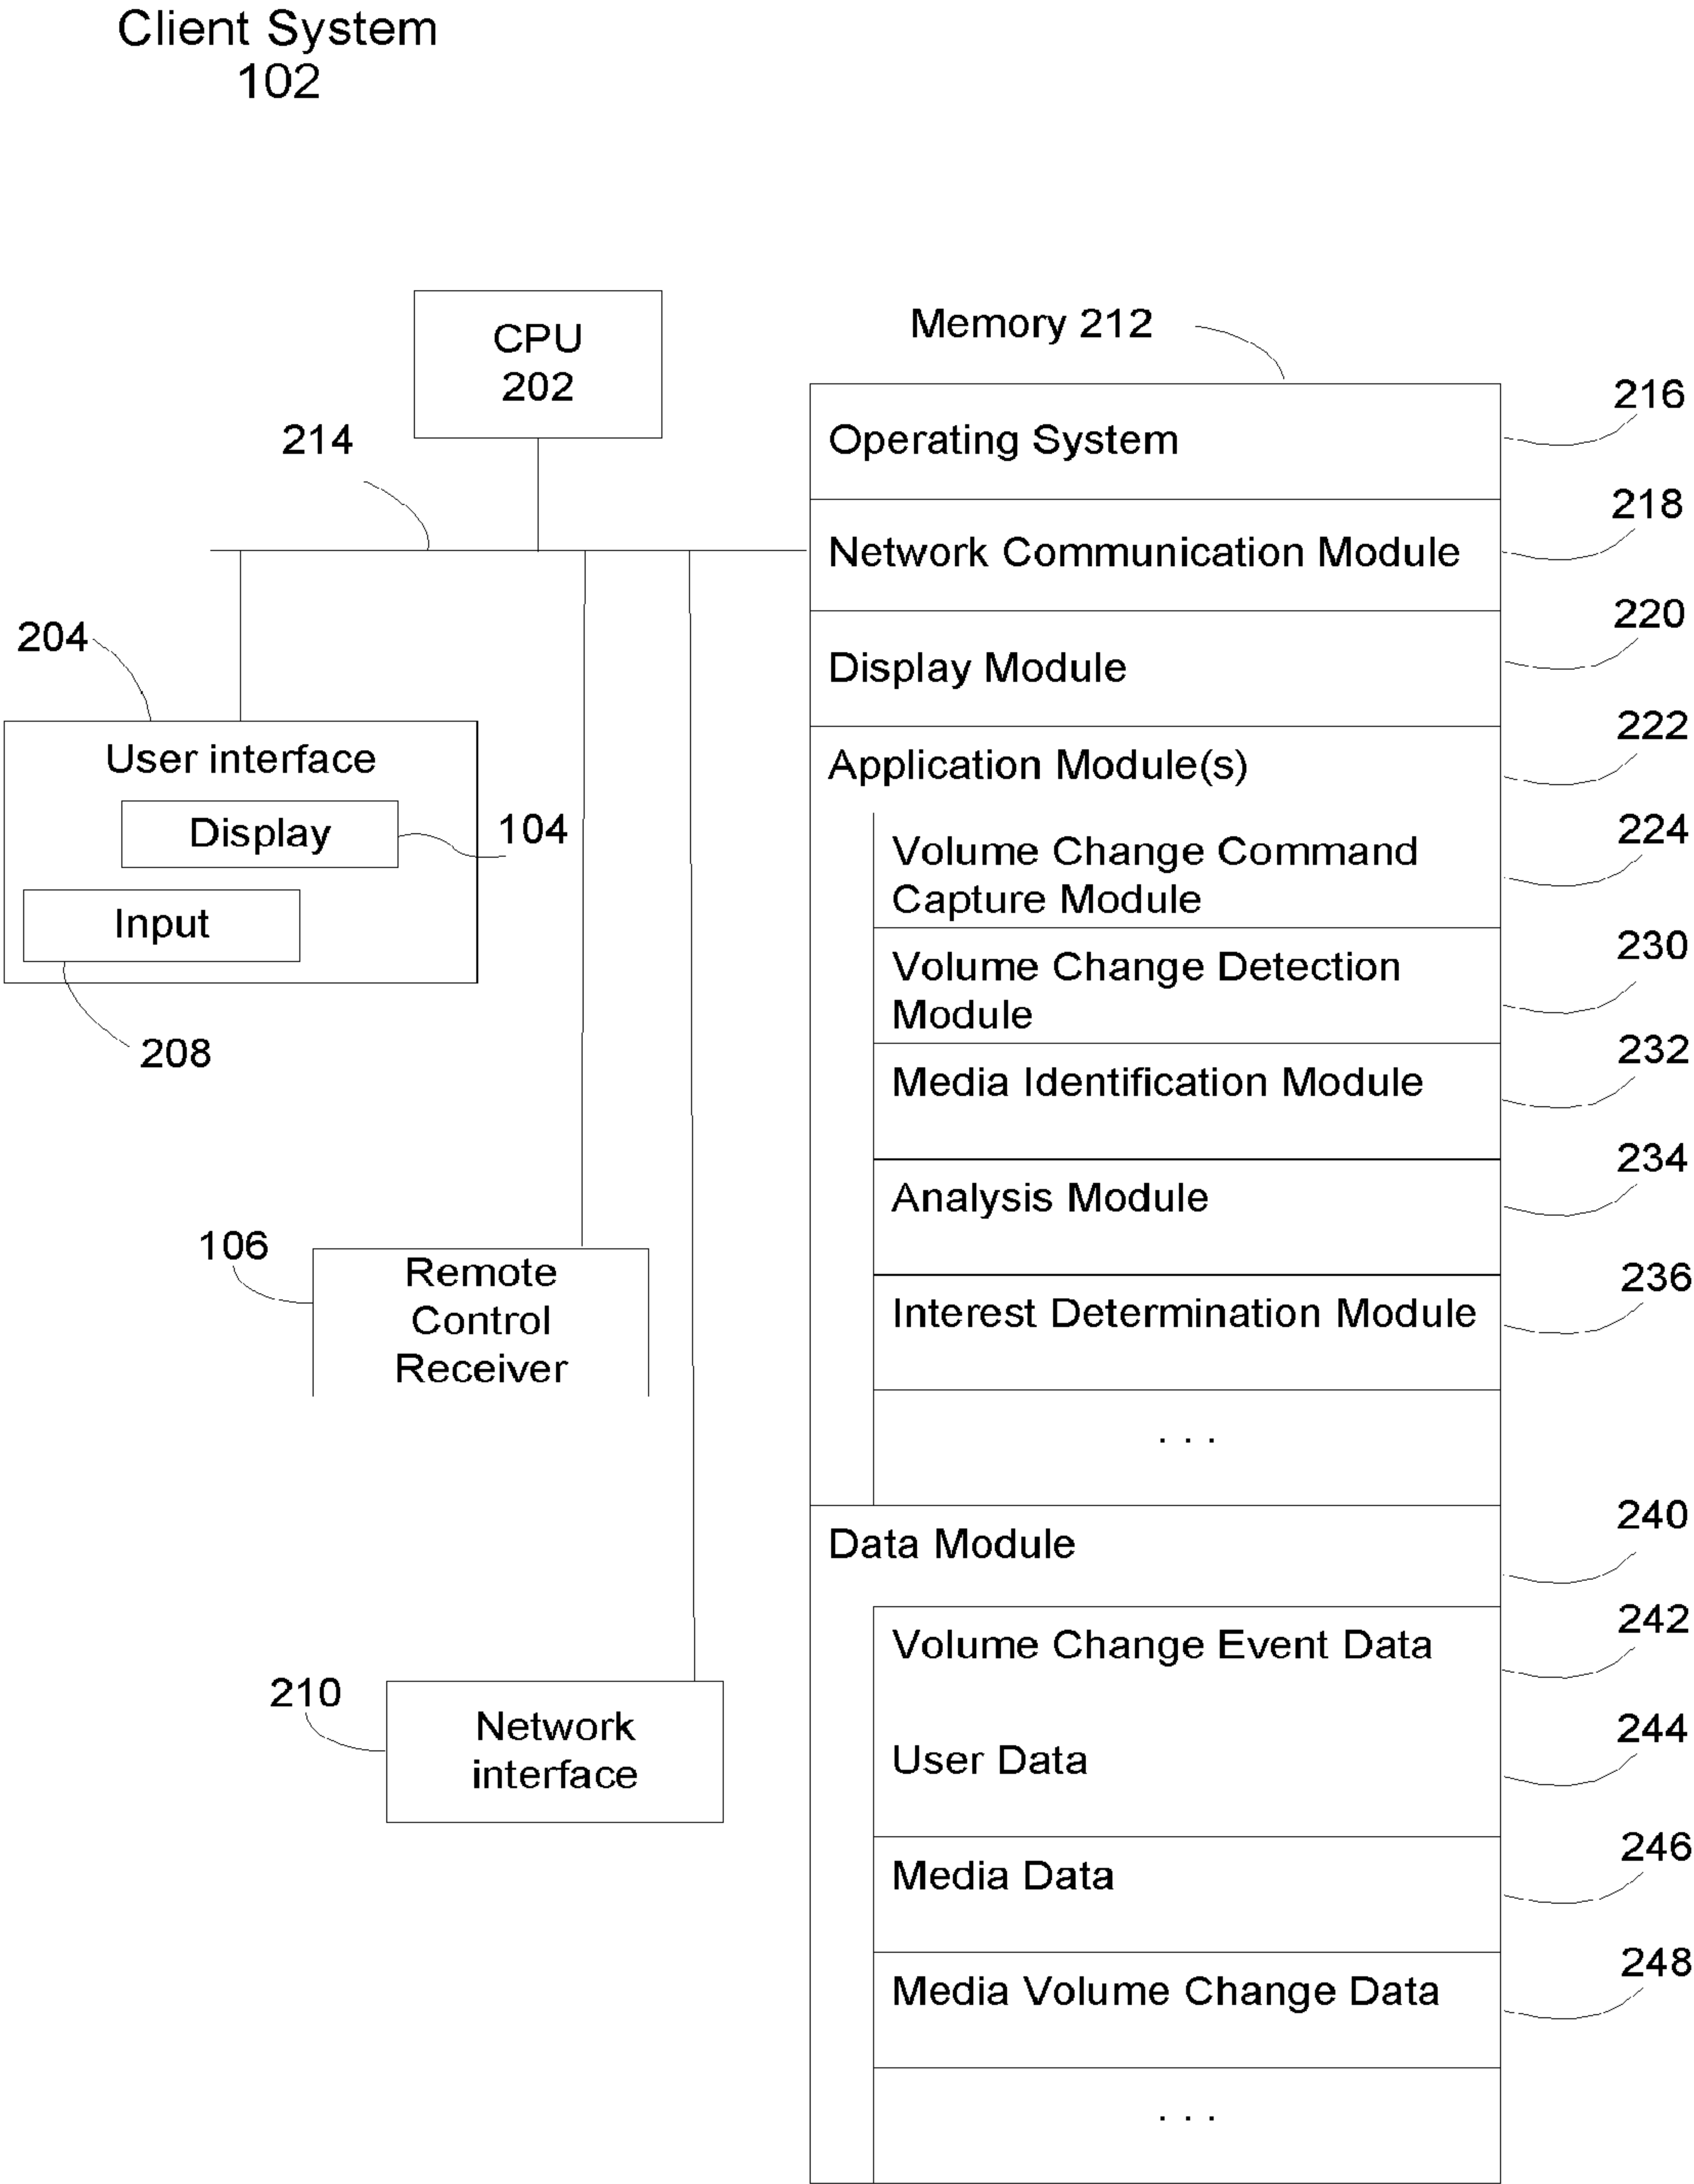 Client System
102
CPU
202
214
204
User interface
Display
104
Input
208
106
Remote
Control
Receiver
210
Network
interface
Memory 212
Operating System
216
Network Communication Module
218
Display Module
220
Application Module(s)
222
Volume Change Command
Capture Module
224
Volume Change Detection
Module
230
Media Identification Module
232
Analysis Module
234
Interest Determination Module
236
. . .
Data Module
240
Volume Change Event Data
242
User Data
244
Media Data
246
Media Volume Change Data
248
. . .